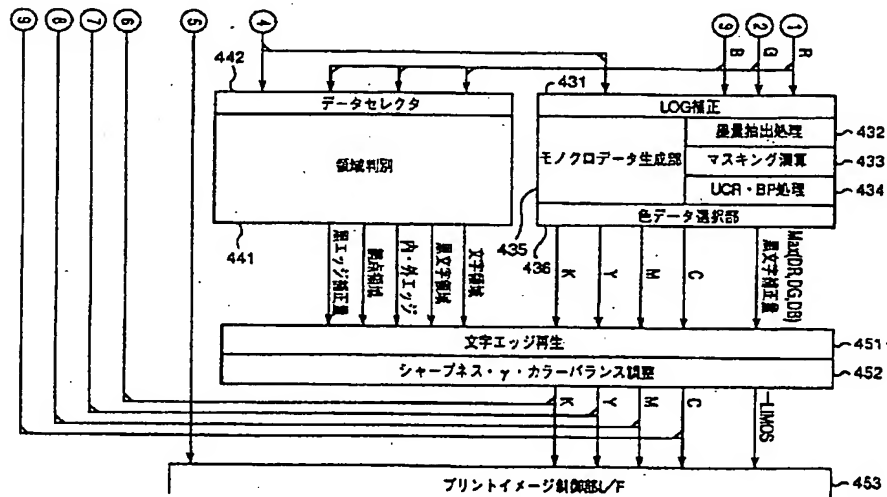 9
8
7
6
5
4
9
2
1
B
G
R
442
431
データセレクタ
領域判別
LOG補正
モノクロデータ生成部
墨量抽出処理
432
マスキング演算
433
UCR・BP処理
434
色データ選択部
441
435
436
黒エッジ補正量
網点領域
内・外エッジ
黒文字領域
文字領域
K
Y
M
C
Max(DR,DG,DB)
黒文字補正量
文字エッジ再生
451
シャープネス・γ・カラーバランス調整
452
K
Y
M
C
LIMOS
プリントイメージ制御部I/F
453